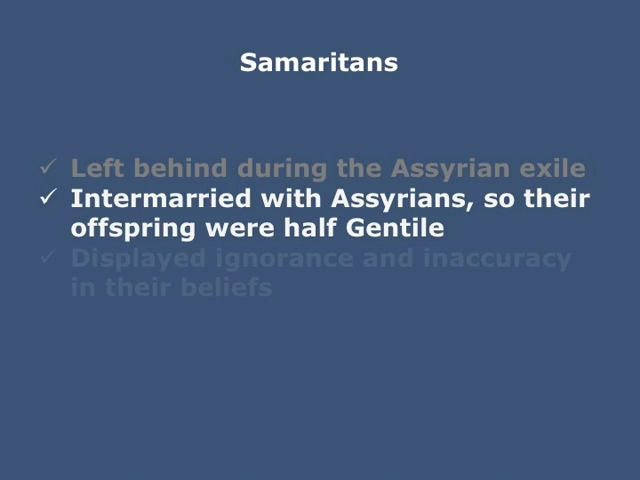 Samaritans
✓ Left behind during the Assyrian exile
✓ Intermarried with Assyrians, so their
offspring were half Gentile
✓ Displayed ignorance and inaccuracy
in their beliefs